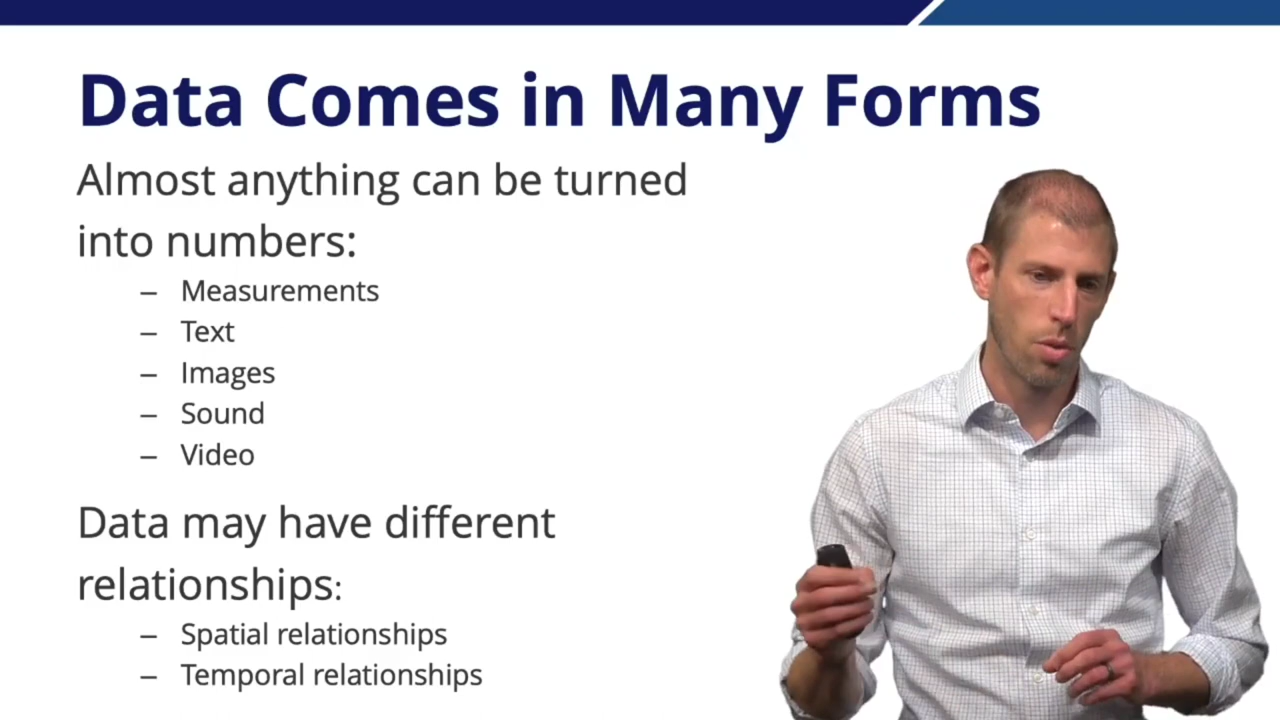 Data Comes in Many Forms
Almost anything can be turned
into numbers:
– Measurements
– Text
– Images
– Sound
– Video
Data may have different
relationships:
– Spatial relationships
– Temporal relationships